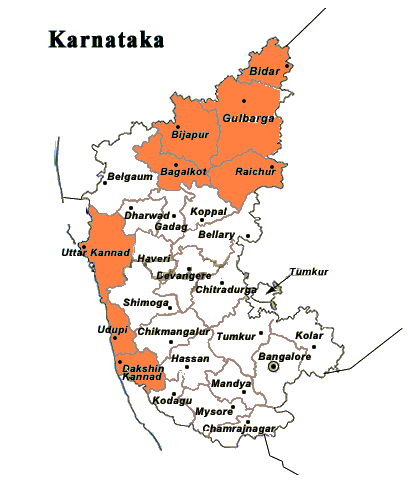 Karnataka
Bidar
Gulbarga
Bijapur
Bagalkot
Raichur
Belgaum
Dharwad
Koppal
Gadag
Bellary
Uttar Kannad
Haveri
Devangere
Tumkur
Chitradurga
Shimoga
Udupi
Chikmangalur
Tumkur
Kolar
Hassan
Bangalore
Dakshin
Kannad
Mandya
Kodagu
Mysore
Chamrajnagar